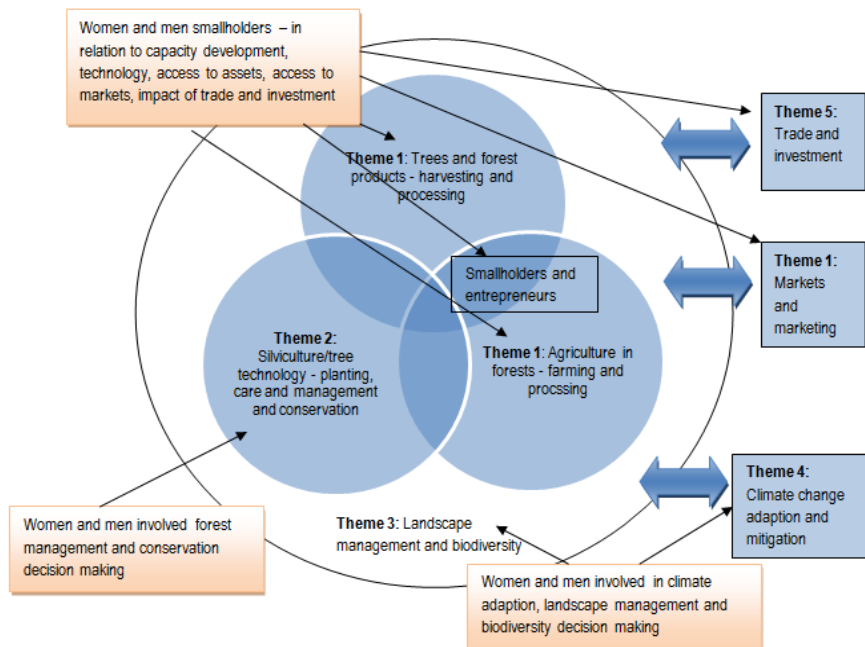 Women and men smallholders – in
relation to capacity development,
technology, access to assets, access to
markets, impact of trade and investment
Theme 5:
Trade and
investment
Theme 1: Trees and forest
products - harvesting and
processing
Theme 1:
Markets
and
marketing
Smallholders and
entrepreneurs
Theme 2:
Silviculture/tree
technology - planting,
care and management
and conservation
Theme 1: Agriculture in
forests - farming and
procssing
Theme 4:
Climate change
adaption and
mitigation
Women and men involved forest
management and conservation
decision making
Theme 3: Landscape
management and biodiversity
Women and men involved in climate
adaption, landscape management and
biodiversity decision making